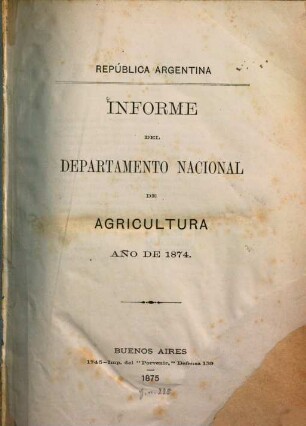 REPÚBLICA ARGENTINA
INFORME
DEL
DEPARTAMENTO NACIONAL
DE
AGRICULTURA
AÑO DE 1874.
BUENOS AIRES
1845—Imp. del "Porvenir," Defensa 139
1875